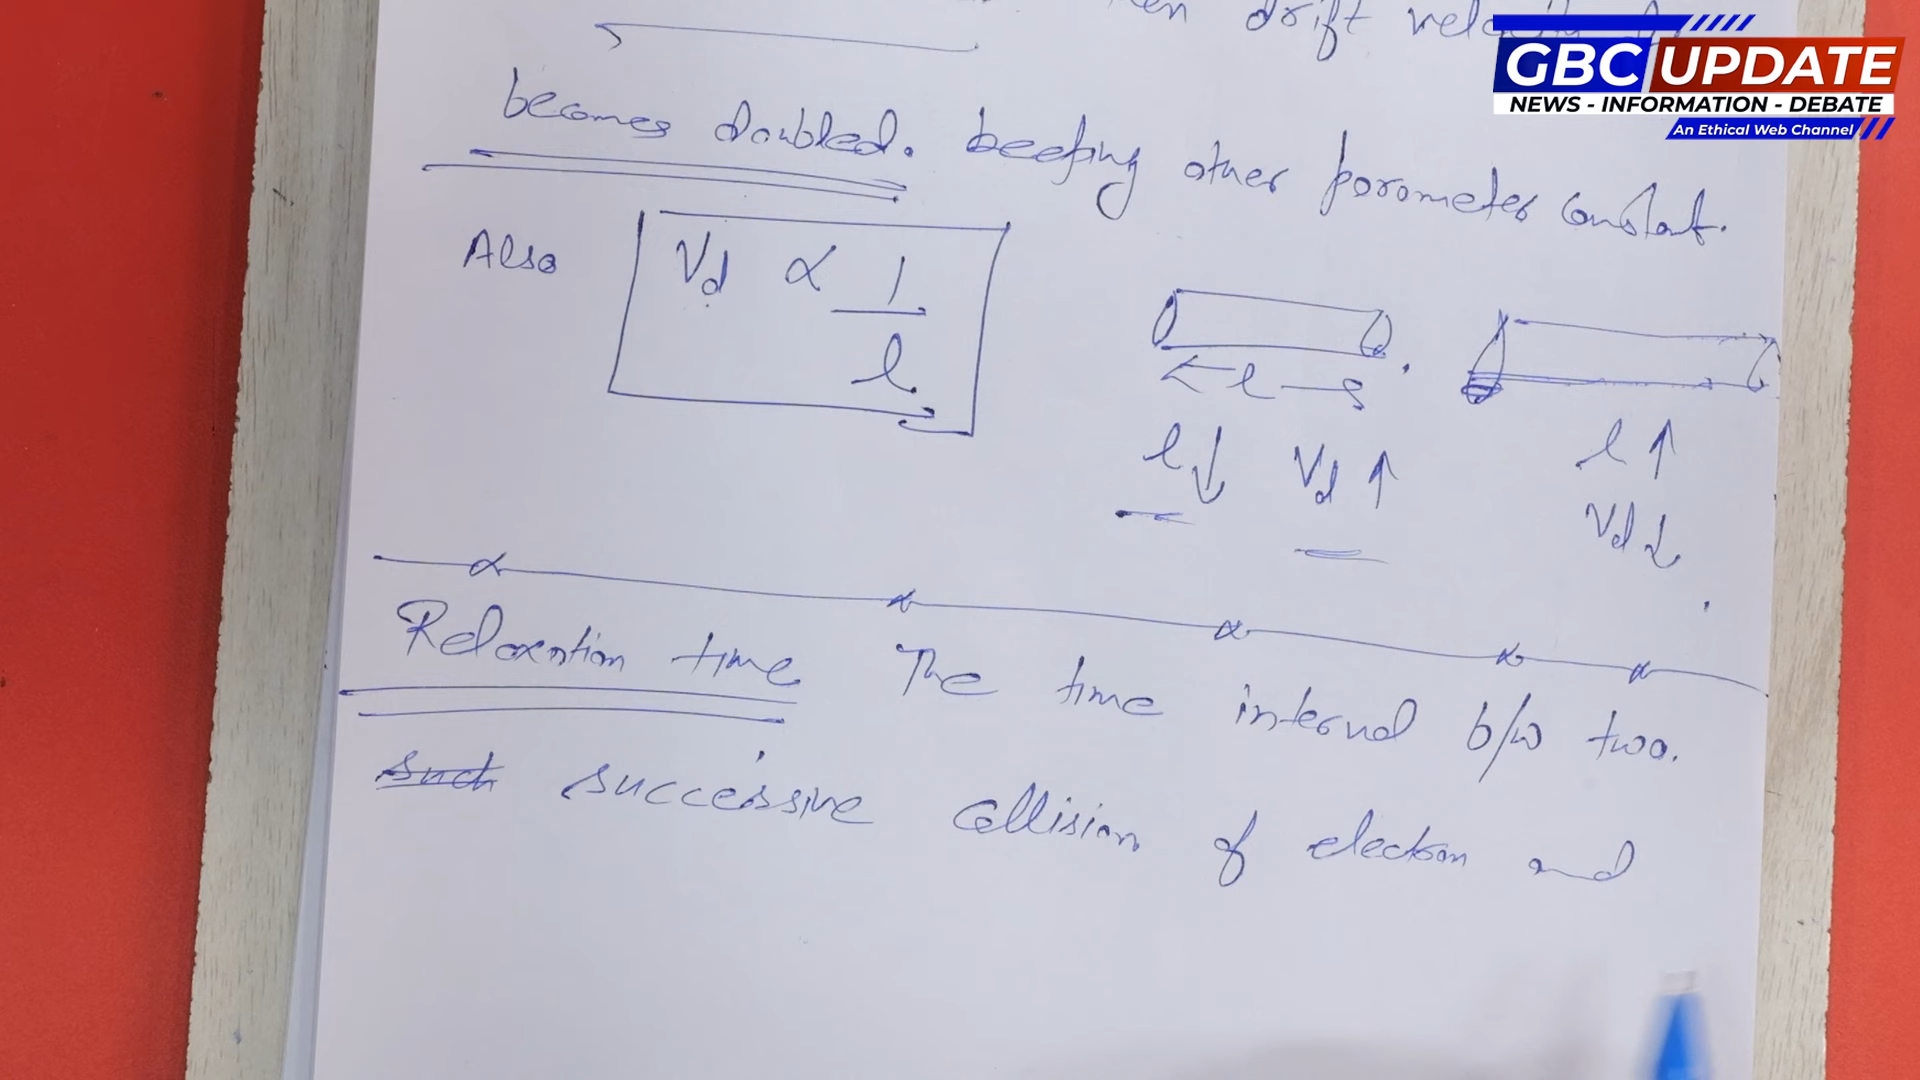 drift velocity
becomes doubled. keeping other parameter constant.
Also Vd ∝ 1/l
← l →
l ↓ Vd ↑
l ↑
Vd ↓
Relaxation time The time interval b/w two.
such successive collision of electron and
GBC UPDATE
NEWS - INFORMATION - DEBATE
An Ethical Web Channel